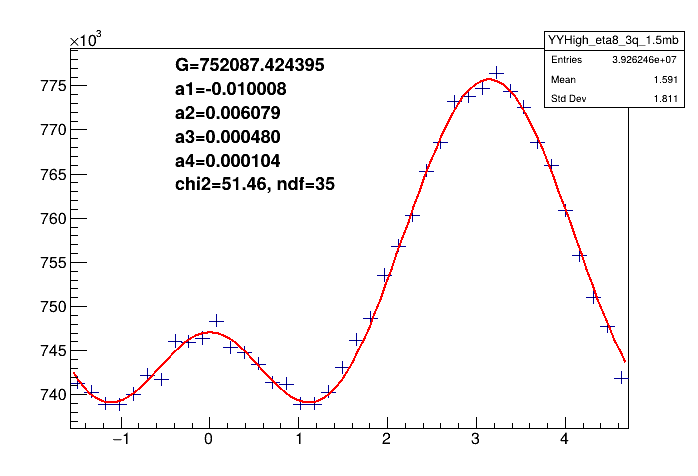 ×10³
YYHigh_eta8_3q_1.5mb
Entries 3.926246e+07
Mean 1.591
Std Dev 1.811
G=752087.424395
a1=-0.010008
a2=0.006079
a3=0.000480
a4=0.000104
chi2=51.46, ndf=35
775
770
765
760
755
750
745
740
−1 0 1 2 3 4